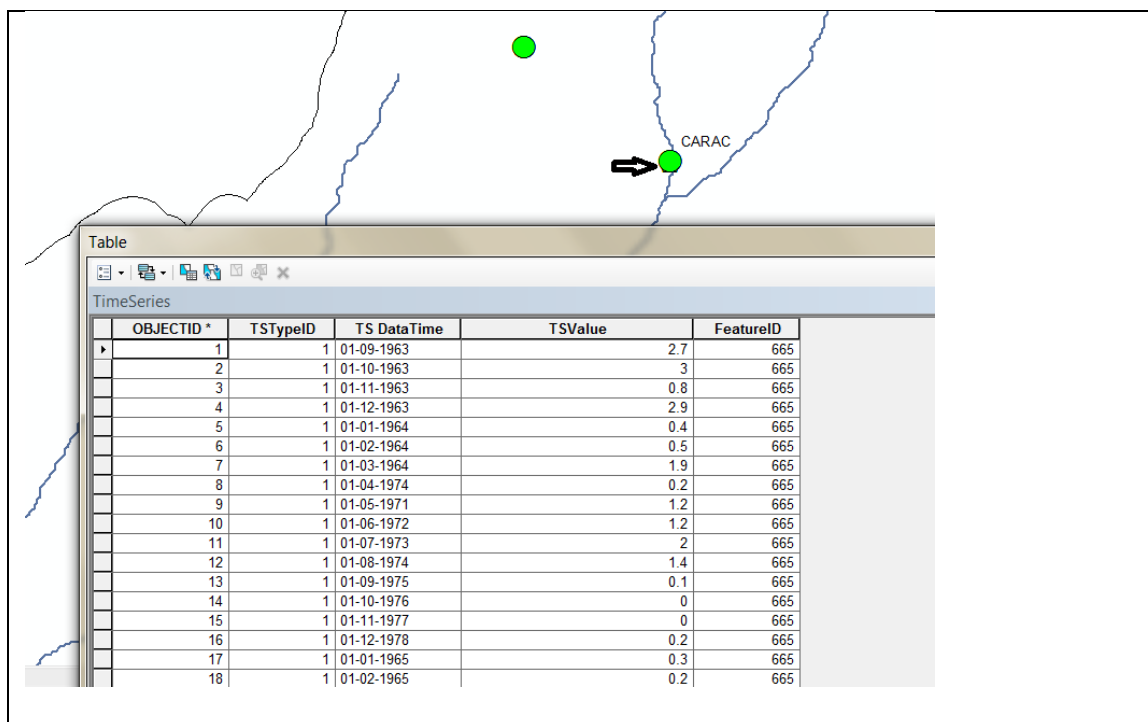 CARAC
Table
TimeSeries
OBJECTID * TSTypeID TS DataTime TSValue FeatureID
1 1 01-09-1963 2.7 665
2 1 01-10-1963 3 665
3 1 01-11-1963 0.8 665
4 1 01-12-1963 2.9 665
5 1 01-01-1964 0.4 665
6 1 01-02-1964 0.5 665
7 1 01-03-1964 1.9 665
8 1 01-04-1974 0.2 665
9 1 01-05-1971 1.2 665
10 1 01-06-1972 1.2 665
11 1 01-07-1973 2 665
12 1 01-08-1974 1.4 665
13 1 01-09-1975 0.1 665
14 1 01-10-1976 0 665
15 1 01-11-1977 0 665
16 1 01-12-1978 0.2 665
17 1 01-01-1965 0.3 665
18 1 01-02-1965 0.2 665